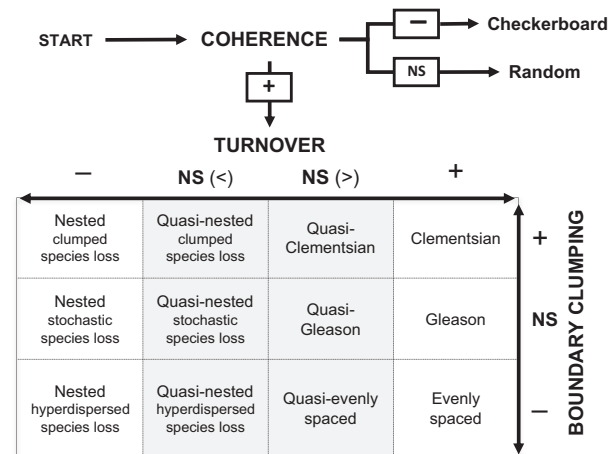 START COHERENCE − Checkerboard
NS Random
+
TURNOVER
− NS (<) NS (>) +
Nested
clumped
species loss
Quasi-nested
clumped
species loss
Quasi-
Clementsian
Clementsian
+
Nested
stochastic
species loss
Quasi-nested
stochastic
species loss
Quasi-
Gleason
Gleason
NS
Nested
hyperdispersed
species loss
Quasi-nested
hyperdispersed
species loss
Quasi-evenly
spaced
Evenly
spaced
−
BOUNDARY CLUMPING